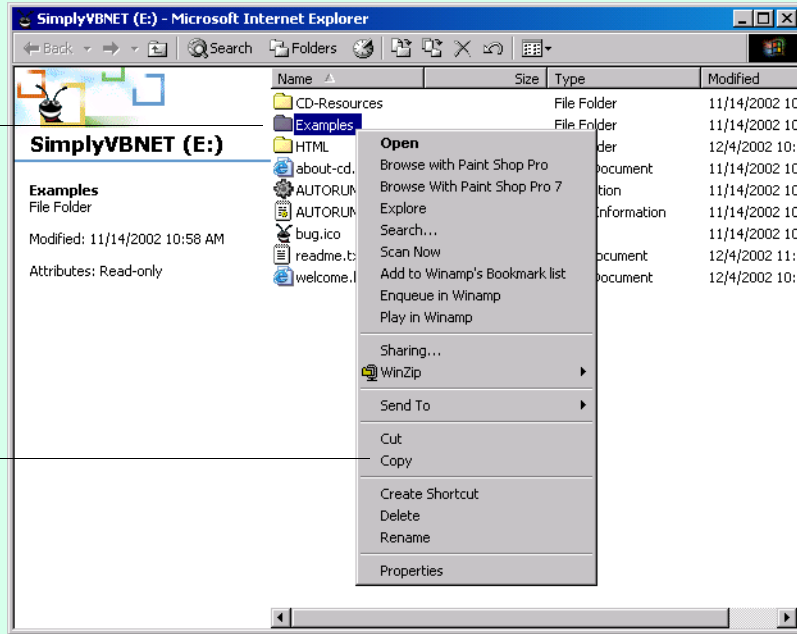 SimplyVBNET (E:) - Microsoft Internet Explorer
Back Search Folders
Name Size Type Modified
SimplyVBNET (E:)
Examples
File Folder
Modified: 11/14/2002 10:58 AM
Attributes: Read-only
CD-Resources File Folder 11/14/2002 10
Examples File Folder 11/14/2002 10
HTML der 12/4/2002 10:
about-cd. ocument 11/14/2002 10
AUTORUN tion 11/14/2002 10
AUTORUN nformation 11/14/2002 10
bug.ico 11/14/2002 10
readme.tx ocument 12/4/2002 11:
welcome. ocument 12/4/2002 10:
Open
Browse with Paint Shop Pro
Browse With Paint Shop Pro 7
Explore
Search...
Scan Now
Add to Winamp's Bookmark list
Enqueue in Winamp
Play in Winamp
Sharing...
WinZip
Send To
Cut
Copy
Create Shortcut
Delete
Rename
Properties